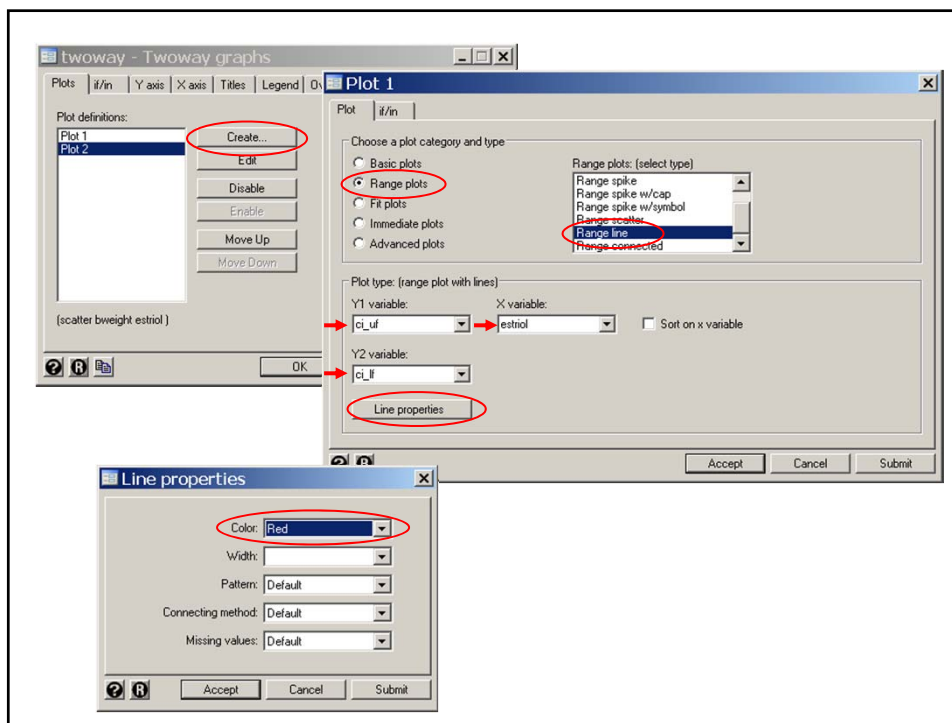 twoway - Twoway graphs
Plots if/in Y axis X axis Titles Legend Ov
Plot definitions:
Plot 1
Plot 2
Create...
Edit
Disable
Enable
Move Up
Move Down
(scatter bweight estriol )
OK
Plot 1
Plot if/in
Choose a plot category and type
Basic plots
Range plots
Fit plots
Immediate plots
Advanced plots
Range plots: (select type)
Range spike
Range spike w/cap
Range spike w/symbol
Range scatter
Range line
Range connected
Plot type: (range plot with lines)
Y1 variable: X variable:
ci_uf estriol Sort on x variable
Y2 variable:
ci_lf
Line properties
Accept Cancel Submit
Line properties
Color: Red
Width:
Pattern: Default
Connecting method: Default
Missing values: Default
Accept Cancel Submit